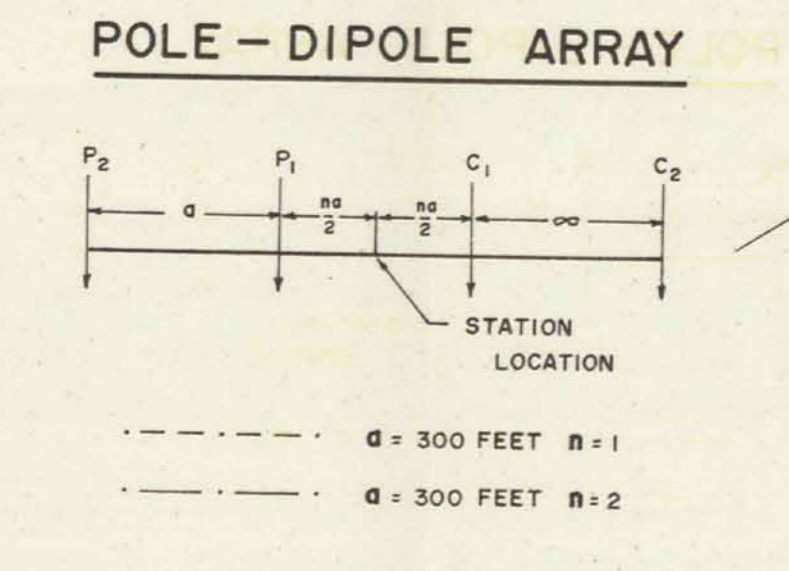 POLE – DIPOLE ARRAY
P2 P1 C1 C2
a na/2 na/2 ∞
STATION
LOCATION
a = 300 FEET n = 1
a = 300 FEET n = 2